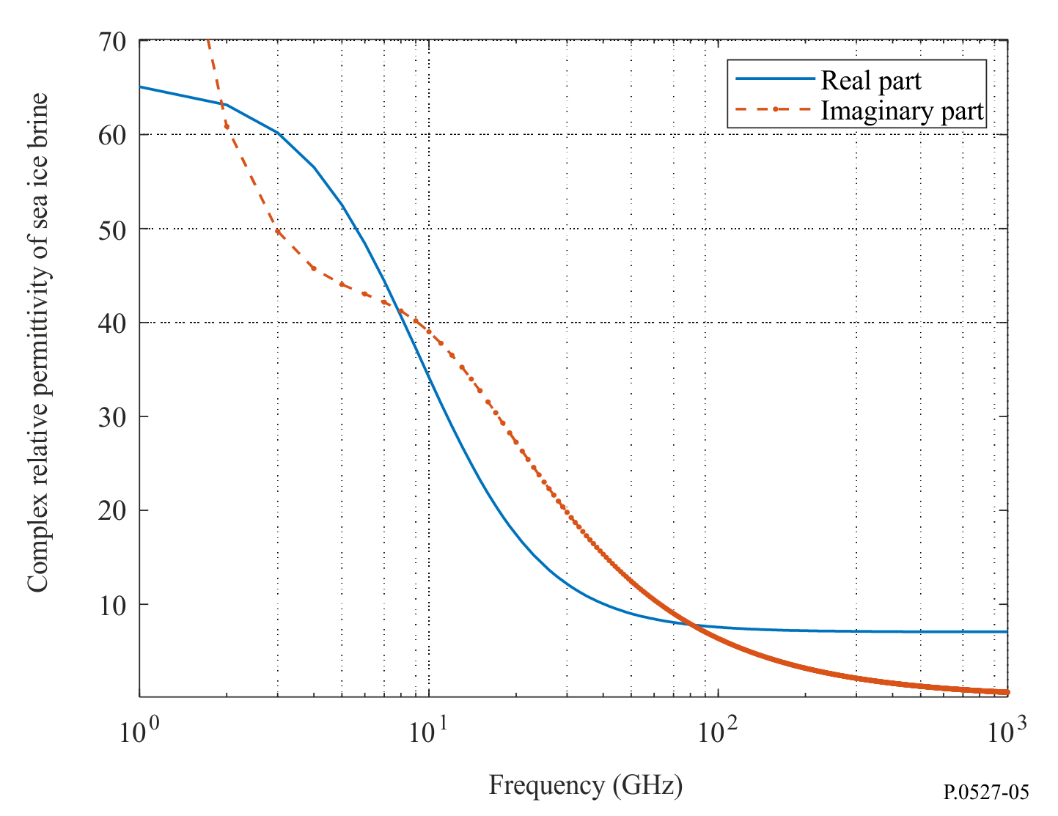 Complex relative permittivity of sea ice brine
70
60
50
40
30
20
10
Real part
Imaginary part
10^0
10^1
10^2
10^3
Frequency (GHz)
P.0527-05